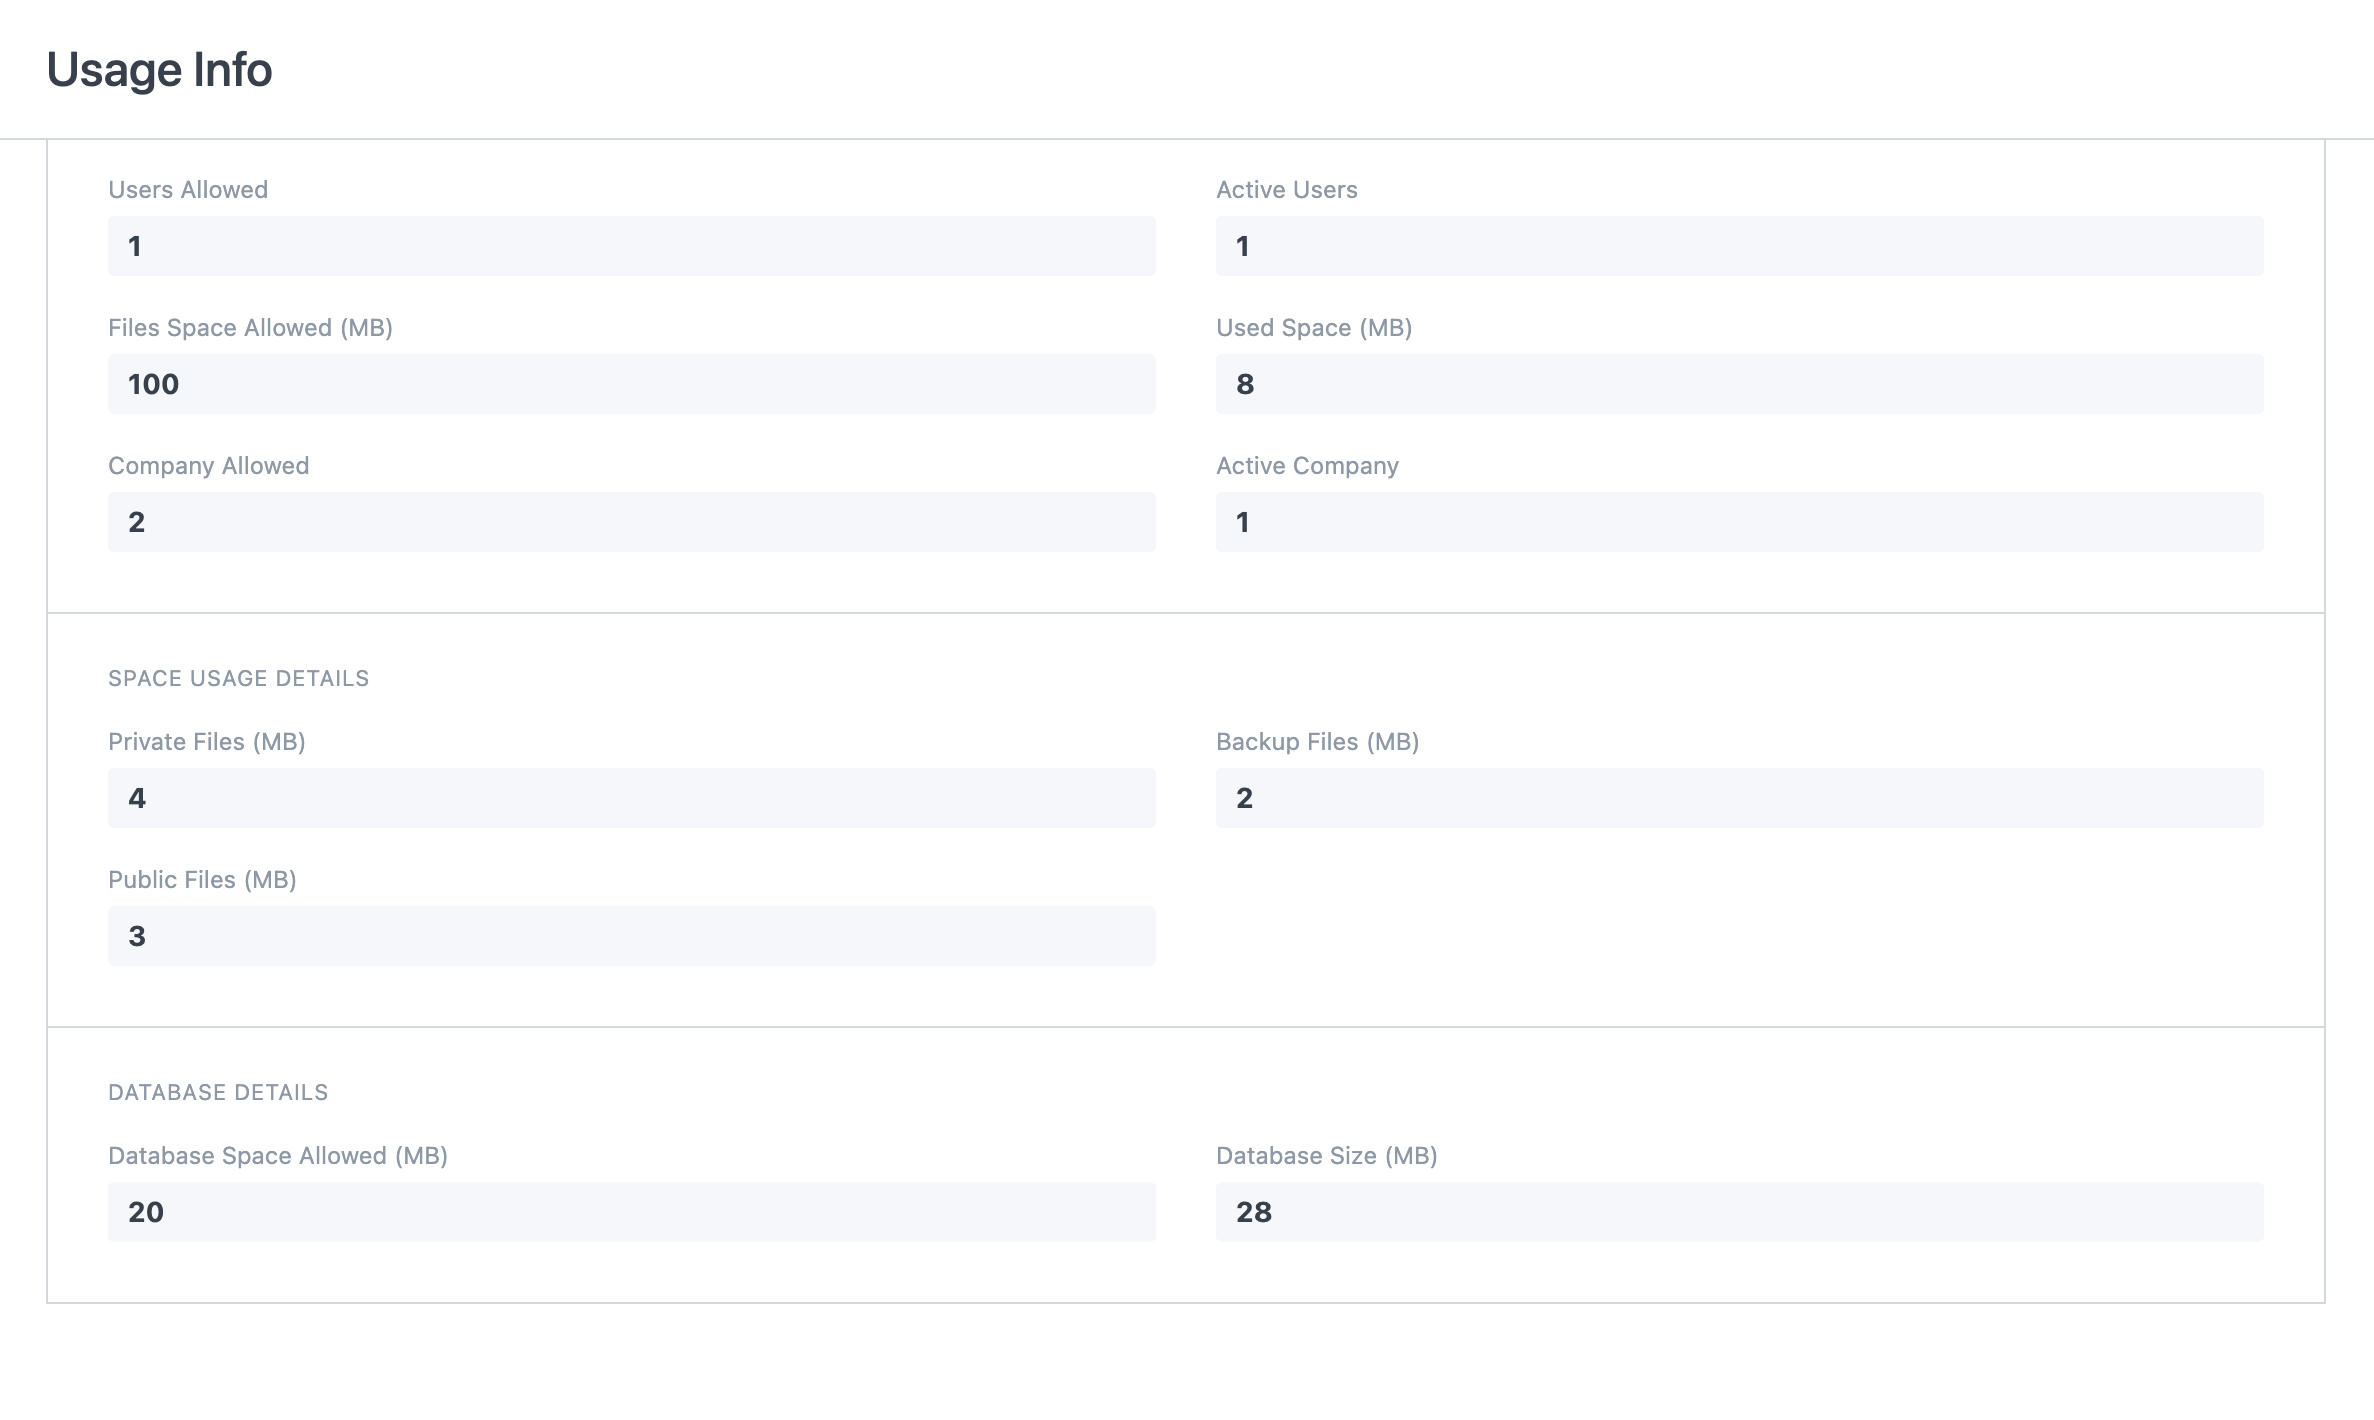 Usage Info
Users Allowed
1
Active Users
1
Files Space Allowed (MB)
100
Used Space (MB)
8
Company Allowed
2
Active Company
1
SPACE USAGE DETAILS
Private Files (MB)
4
Backup Files (MB)
2
Public Files (MB)
3
DATABASE DETAILS
Database Space Allowed (MB)
20
Database Size (MB)
28